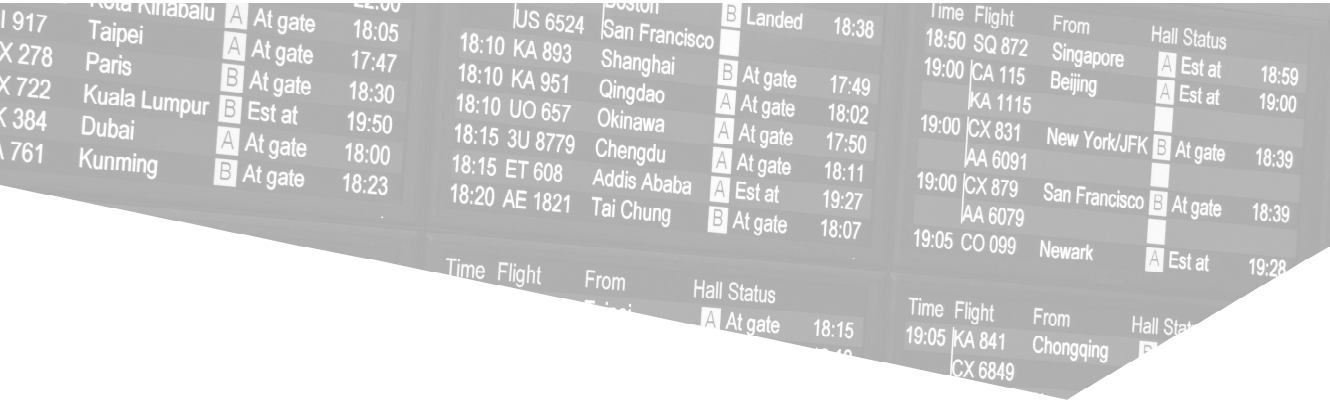 Kota Kinabalu A At gate 18:05
I 917 Taipei A At gate 17:47
X 278 Paris B At gate 18:30
X 722 Kuala Lumpur B Est at 19:50
384 Dubai A At gate 18:00
761 Kunming B At gate 18:23
Boston B Landed 18:38
US 6524 San Francisco
18:10 KA 893 Shanghai B At gate 17:49
18:10 KA 951 Qingdao A At gate 18:02
18:10 UO 657 Okinawa A At gate 17:50
18:15 3U 8779 Chengdu A At gate 18:11
18:15 ET 608 Addis Ababa A Est at 19:27
18:20 AE 1821 Tai Chung B At gate 18:07
Time Flight From Hall Status
A At gate 18:15
Time Flight From Hall Status
18:50 SQ 872 Singapore A Est at 18:59
19:00 CA 115 Beijing A Est at 19:00
KA 1115
19:00 CX 831 New York/JFK B At gate 18:39
AA 6091
19:00 CX 879 San Francisco B At gate 18:39
AA 6079
19:05 CO 099 Newark A Est at 19:28
Time Flight From Hall
19:05 KA 841 Chongqing
CX 6849